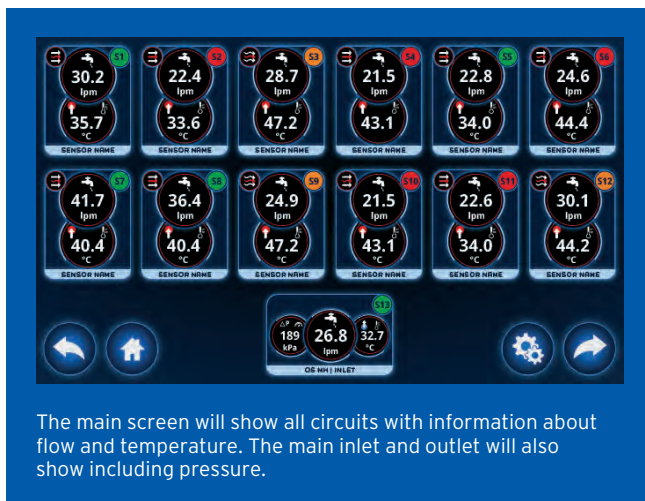 S1 S2 S3 S4 S5 S6
30.2 22.4 28.7 21.5 22.8 24.6
lpm lpm lpm lpm lpm lpm
35.7 33.6 47.2 43.1 34.0 44.4
°C °C °C °C °C °C
SENSOR NAME SENSOR NAME SENSOR NAME SENSOR NAME SENSOR NAME SENSOR NAME
S7 S8 S9 S10 S11 S12
41.7 36.4 24.9 21.5 22.6 30.1
lpm lpm lpm lpm lpm lpm
40.4 40.4 47.2 43.1 34.0 44.2
°C °C °C °C °C °C
SENSOR NAME SENSOR NAME SENSOR NAME SENSOR NAME SENSOR NAME SENSOR NAME
S13
ΔP
189 26.8 32.7
kPa lpm °C
INLET
The main screen will show all circuits with information about
flow and temperature. The main inlet and outlet will also
show including pressure.